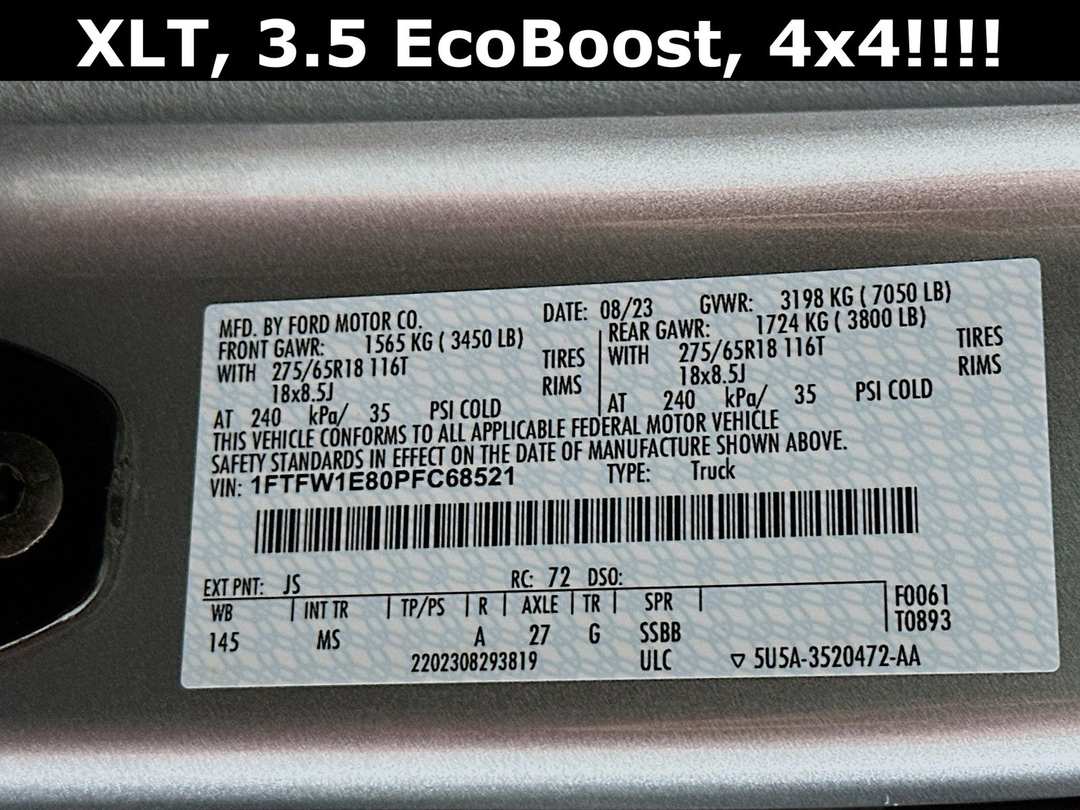 XLT, 3.5 EcoBoost, 4x4!!!!
MFD. BY FORD MOTOR CO. DATE: 08/23 GVWR: 3198 KG ( 7050 LB)
FRONT GAWR: 1565 KG ( 3450 LB) REAR GAWR: 1724 KG ( 3800 LB)
WITH 275/65R18 116T TIRES WITH 275/65R18 116T TIRES
18x8.5J RIMS 18x8.5J RIMS
AT 240 kPa/ 35 PSI COLD AT 240 kPa/ 35 PSI COLD
THIS VEHICLE CONFORMS TO ALL APPLICABLE FEDERAL MOTOR VEHICLE
SAFETY STANDARDS IN EFFECT ON THE DATE OF MANUFACTURE SHOWN ABOVE.
VIN: 1FTFW1E80PFC68521 TYPE: Truck
EXT PNT: JS RC: 72 DSO:
WB INT TR TP/PS R AXLE TR SPR F0061
145 MS A 27 G SSBB T0893
2202308293819 ULC ▽ 5U5A-3520472-AA